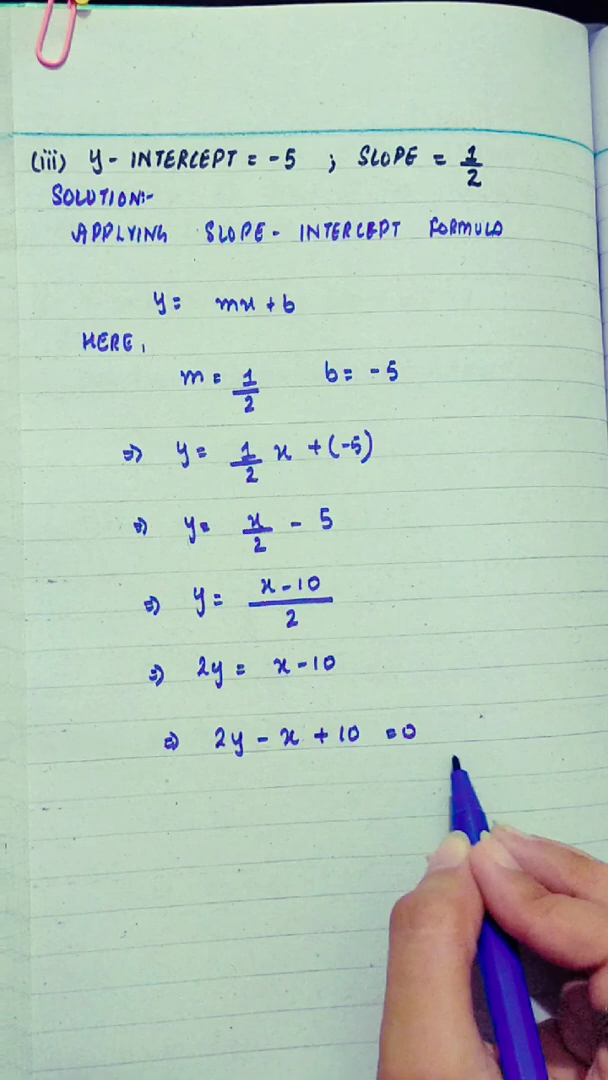 (iii) y - INTERCEPT = -5 ; SLOPE = 1/2
SOLUTION:-
APPLYING SLOPE - INTERCEPT FORMULA
y = mx + b
HERE,
m = 1/2 b = -5
⇒ y = 1/2 x + (-5)
⇒ y = x/2 - 5
⇒ y = x-10/2
⇒ 2y = x-10
⇒ 2y - x + 10 = 0